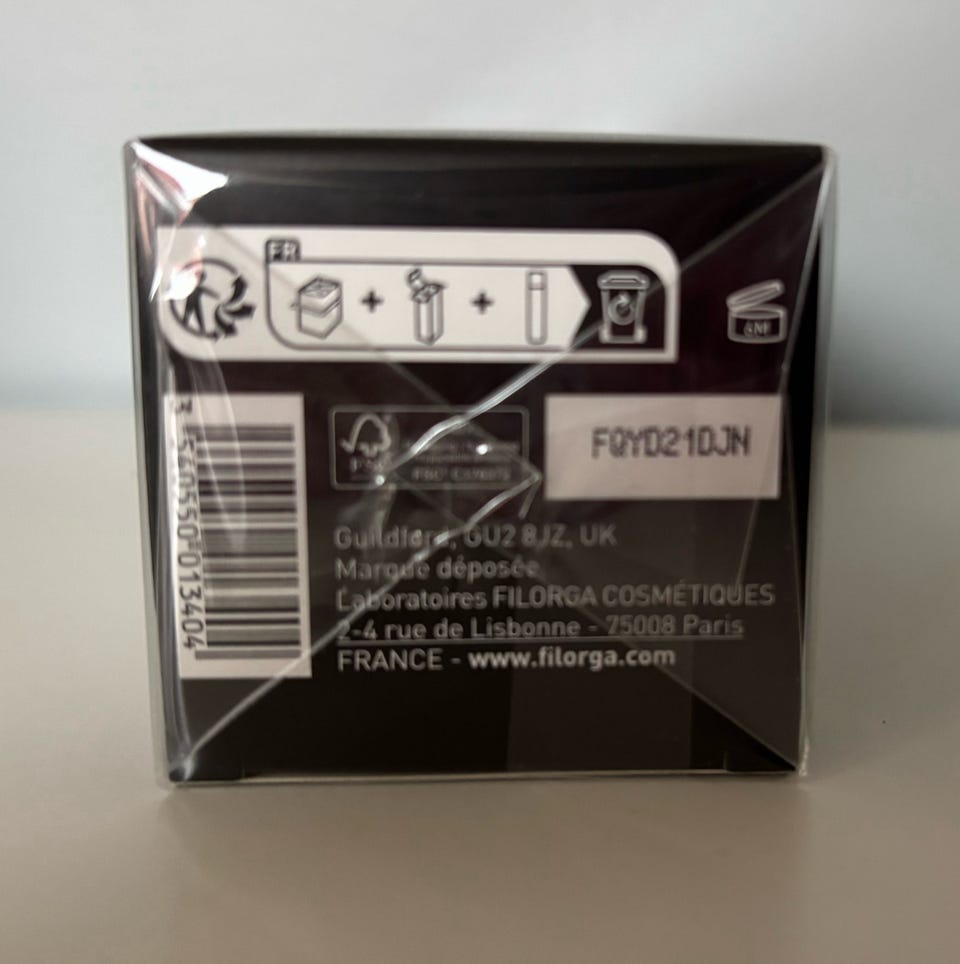 FR
+
+
6M
3 540550 013404
FSC
FQYD21DJN
Guildford, GU2 8JZ, UK
Marque déposée
Laboratoires FILORGA COSMÉTIQUES
2-4 rue de Lisbonne - 75008 Paris
FRANCE - www.filorga.com